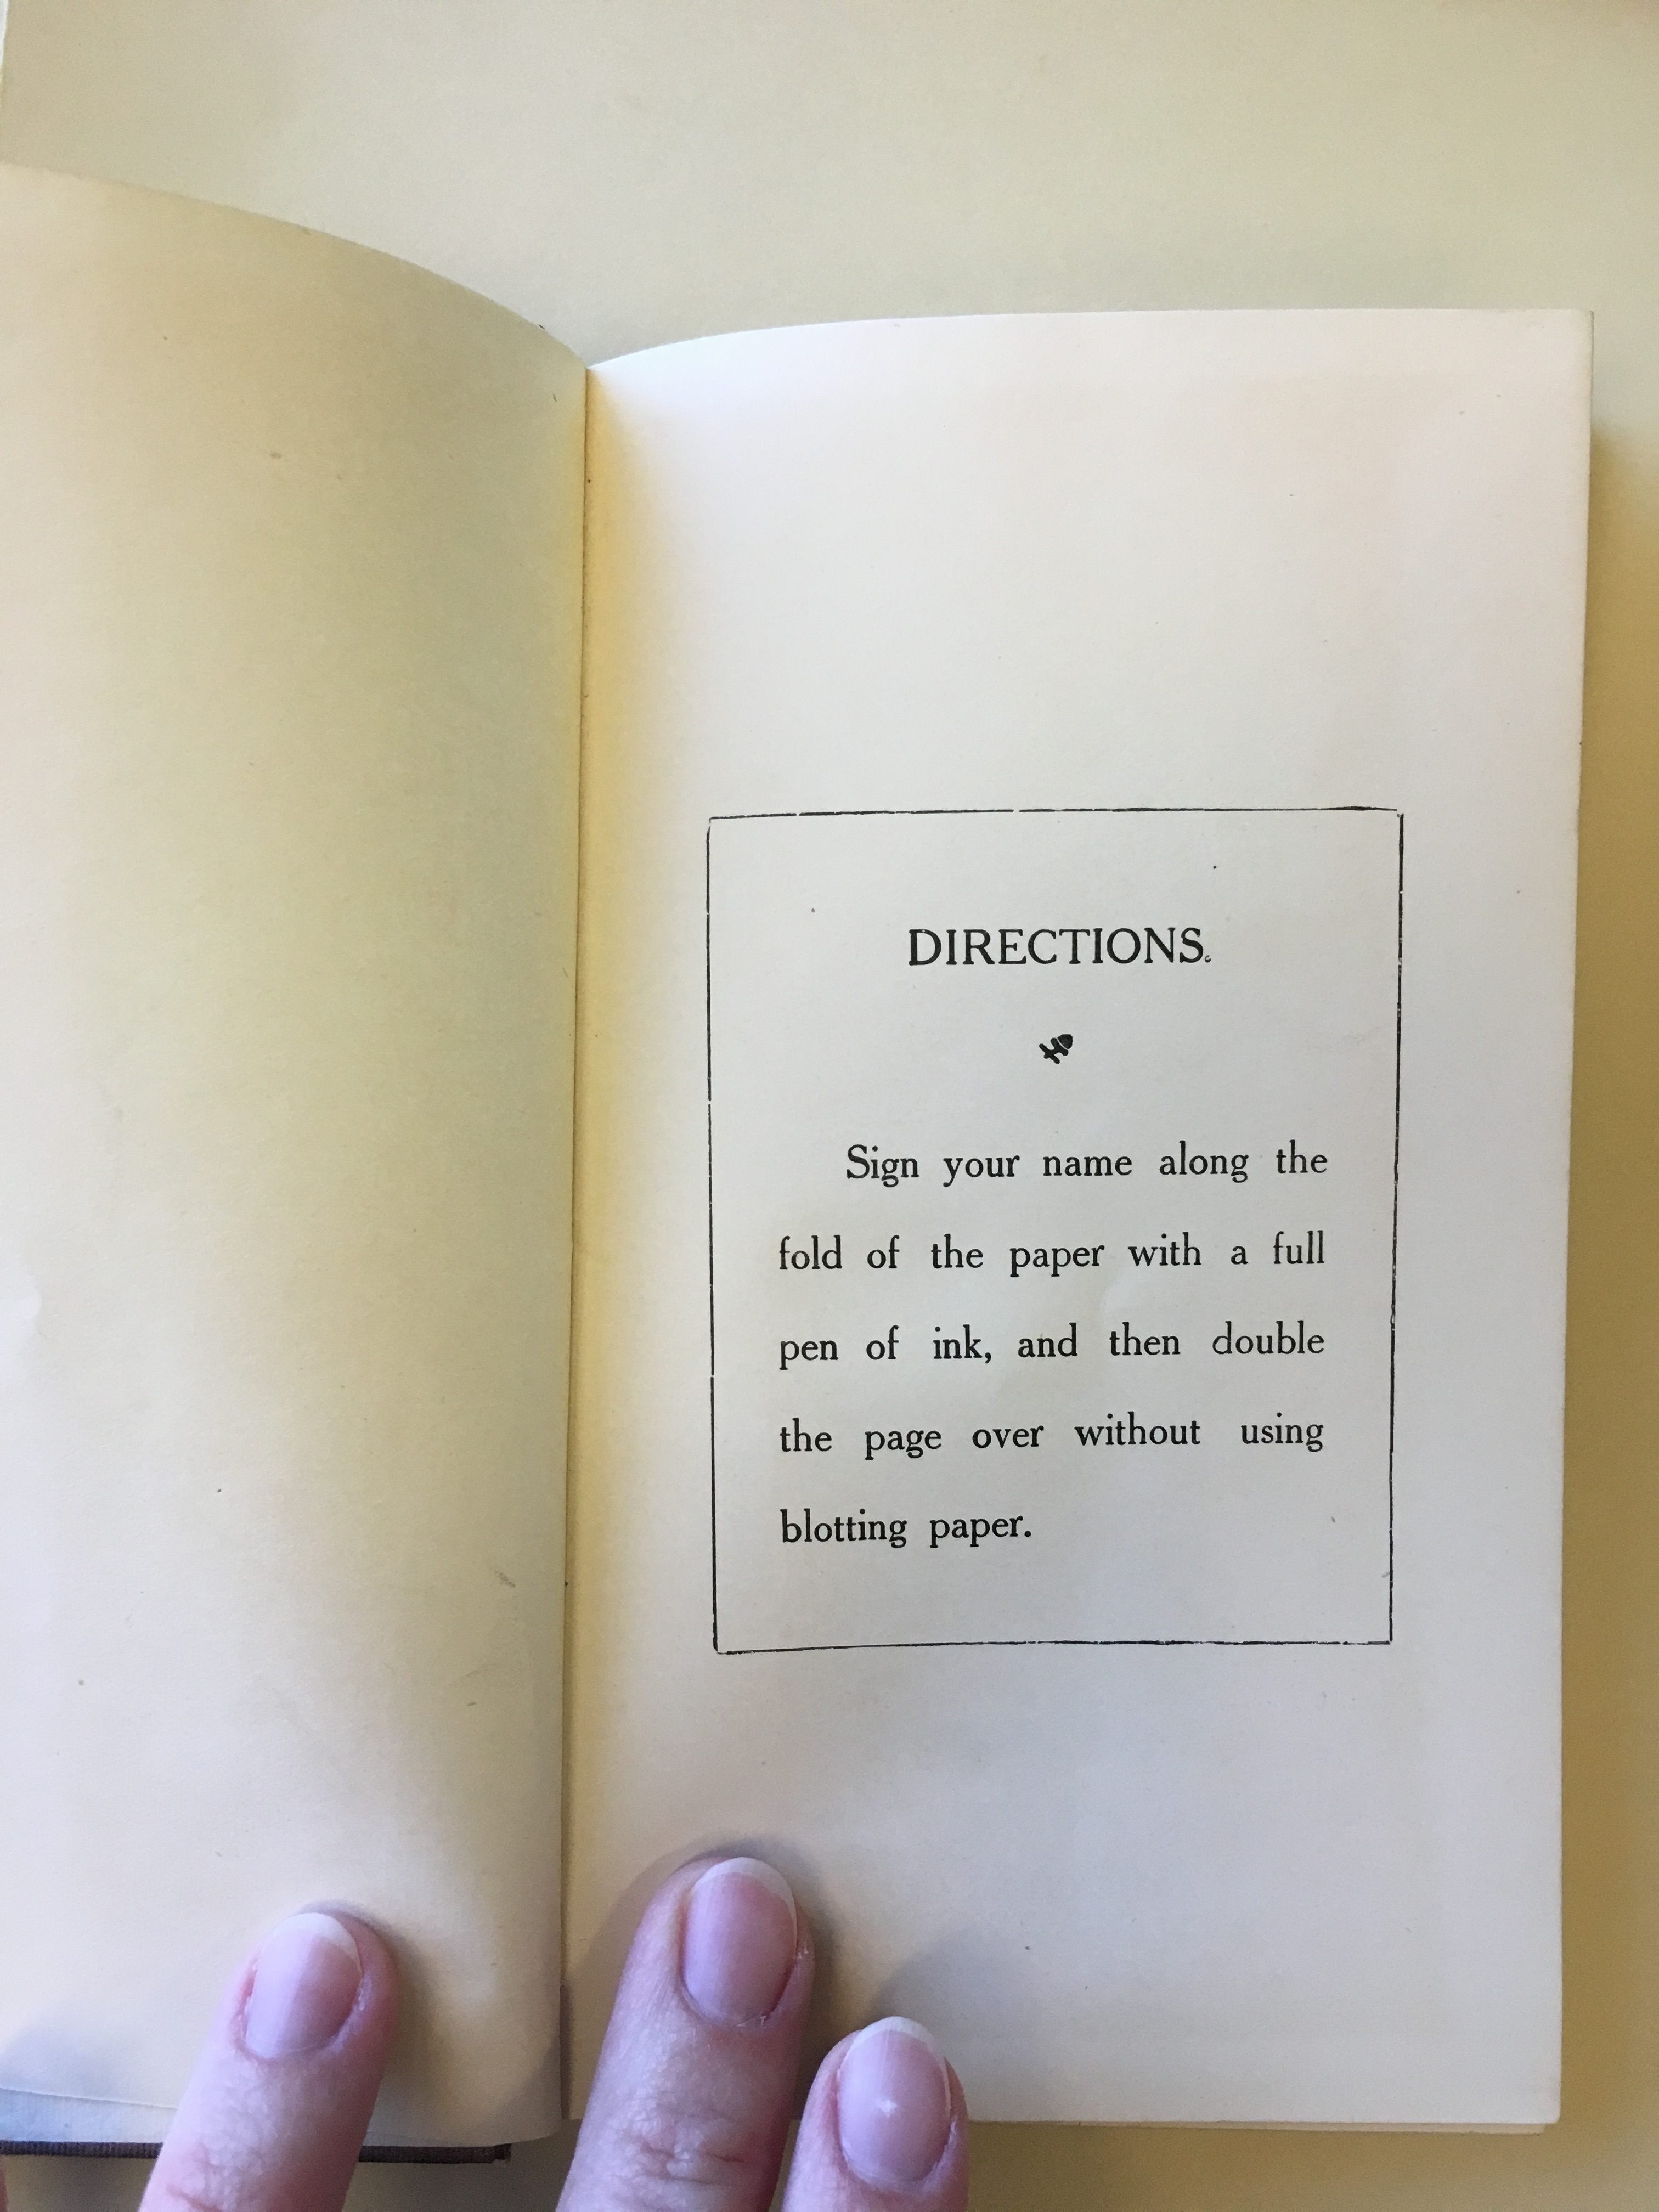 DIRECTIONS.
Sign your name along the
fold of the paper with a full
pen of ink, and then double
the page over without using
blotting paper.